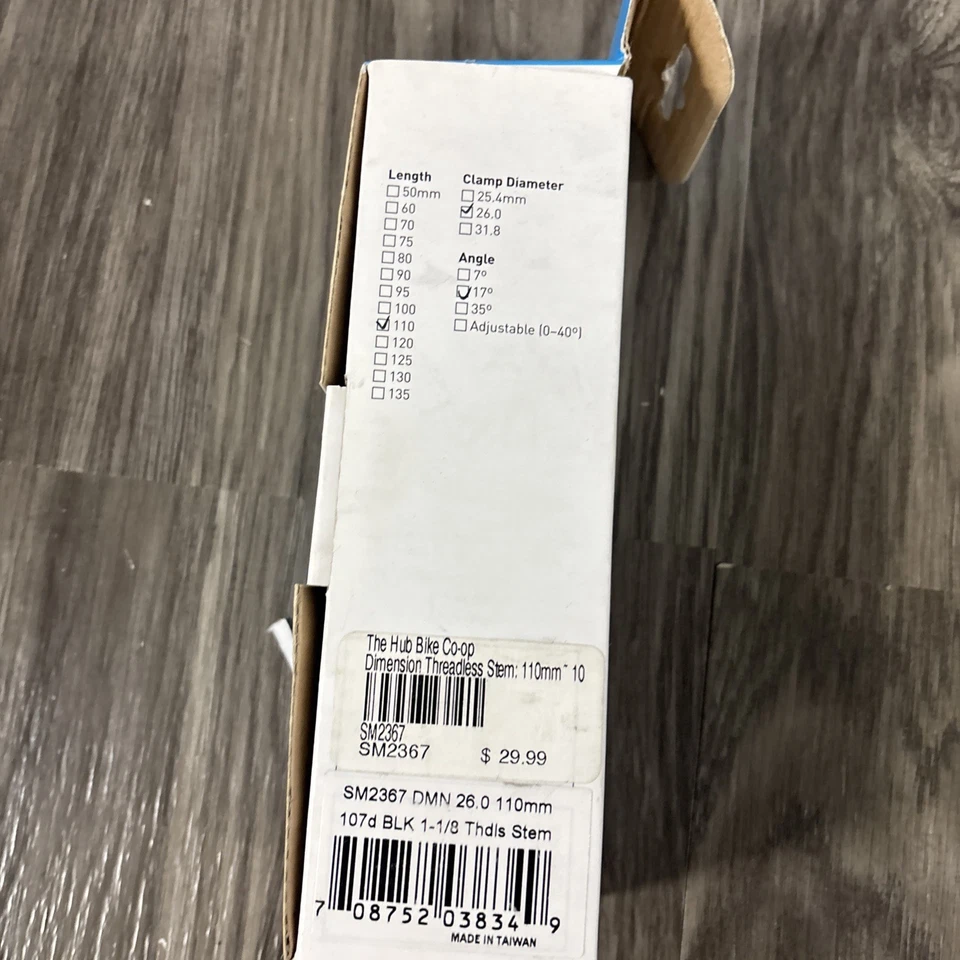 Length
50mm
60
70
75
80
90
95
100
110
120
125
130
135
Clamp Diameter
25.4mm
26.0
31.8
Angle
7º
17º
35º
Adjustable (0–40º)
The Hub Bike Co-op
Dimension Threadless Stem: 110mm ˜ 10
SM2367
SM2367 $ 29.99
SM2367 DMN 26.0 110mm
107d BLK 1-1/8 Thdls Stem
7 08752 03834 9
MADE IN TAIWAN